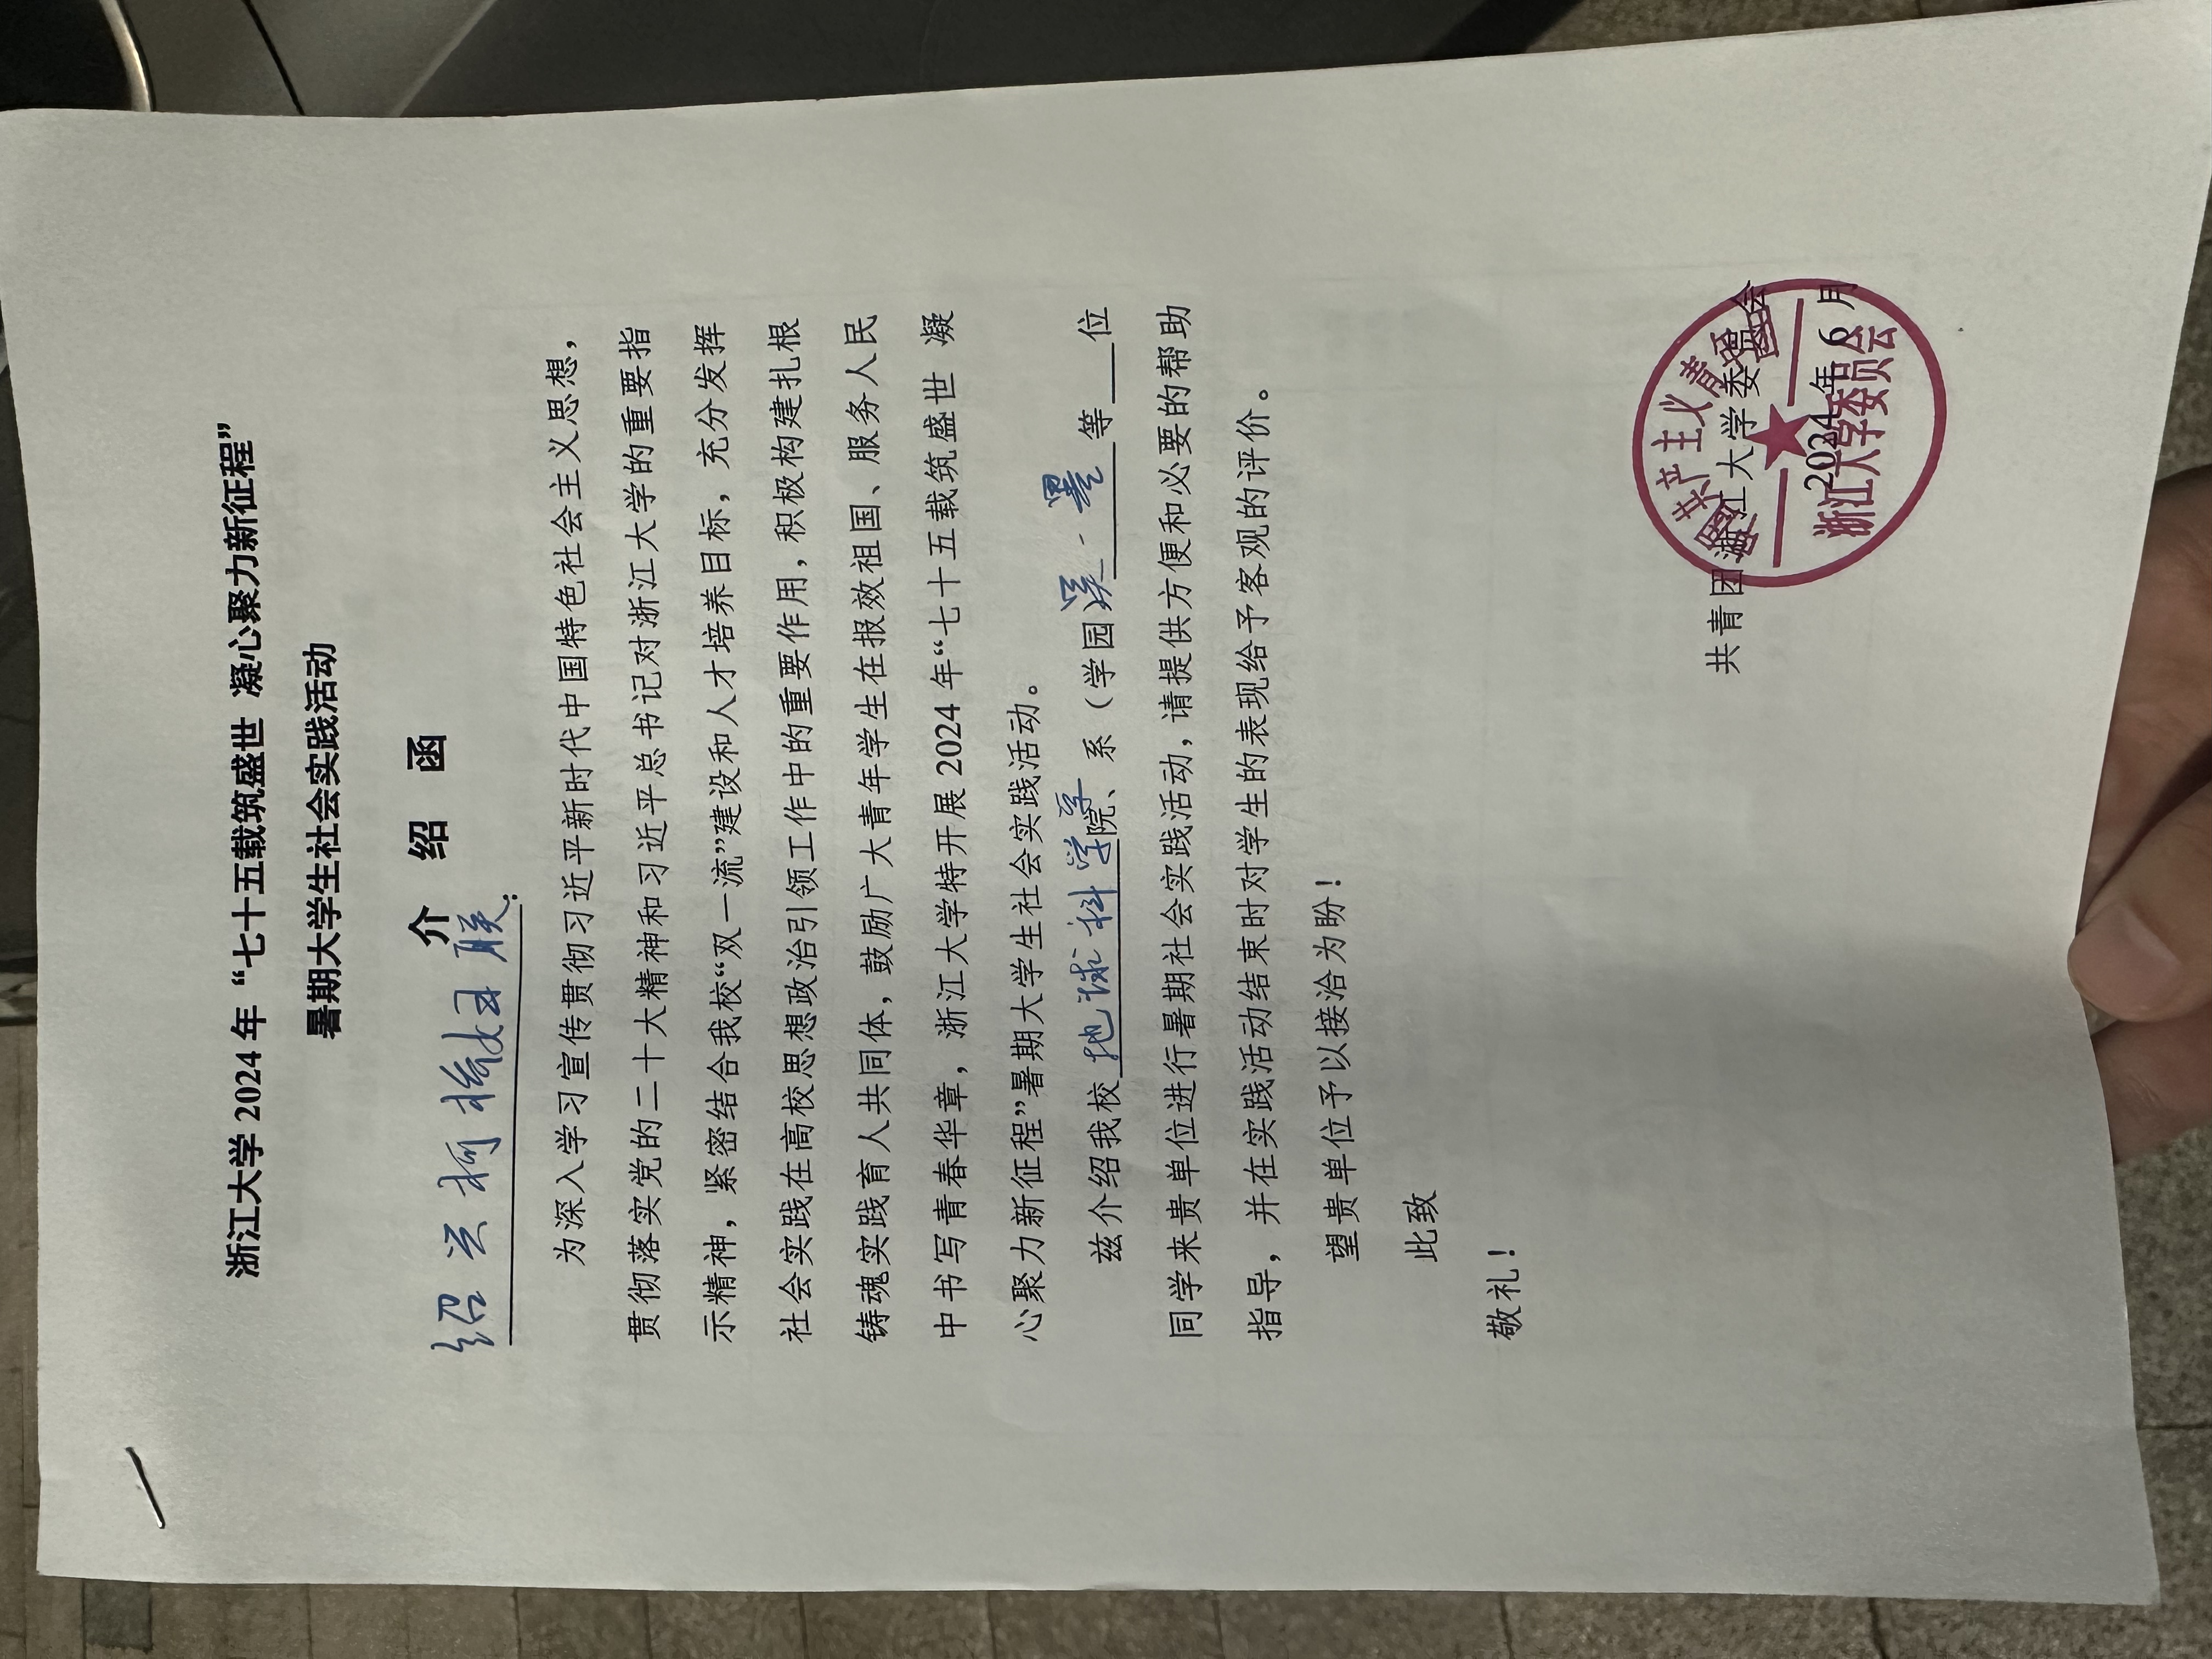 浙江大学 2024 年“七十五载筑盛世 凝心聚力新征程”
暑期大学生社会实践活动
介 绍 函
绍兴柯桥妇联:
为深入学习宣传贯彻习近平新时代中国特色社会主义思想，
贯彻落实党的二十大精神和习近平总书记对浙江大学的重要指
示精神，紧密结合我校“双一流”建设和人才培养目标，充分发挥
社会实践在高校思想政治引领工作中的重要作用，积极构建扎根
铸魂实践育人共同体，鼓励广大青年学生在报效祖国、服务人民
中书写青春华章，浙江大学特开展 2024 年“七十五载筑盛世 凝
心聚力新征程”暑期大学生社会实践活动。
兹介绍我校地球科学学院、系（学园）吴一墨等___位
同学来贵单位进行暑期社会实践活动，请提供方便和必要的帮助
指导，并在实践活动结束时对学生的表现给予客观的评价。
望贵单位予以接洽为盼！
此致
敬礼！
共青团浙江大学委员会
2024 年 6 月
中国共产主义青年团
浙江大学委员会